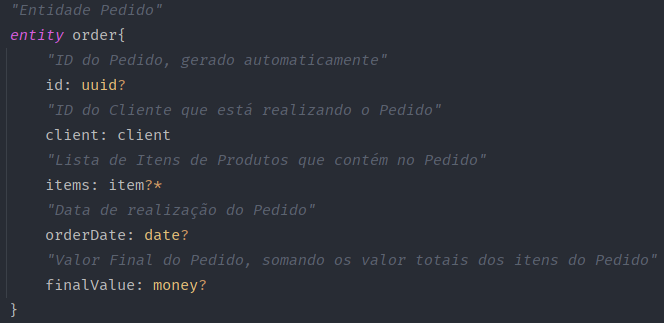 "Entidade Pedido"
entity order{
"ID do Pedido, gerado automaticamente"
id: uuid?
"ID do Cliente que está realizando o Pedido"
client: client
"Lista de Itens de Produtos que contém no Pedido"
items: item?*
"Data de realização do Pedido"
orderDate: date?
"Valor Final do Pedido, somando os valor totais dos itens do Pedido"
finalValue: money?
}